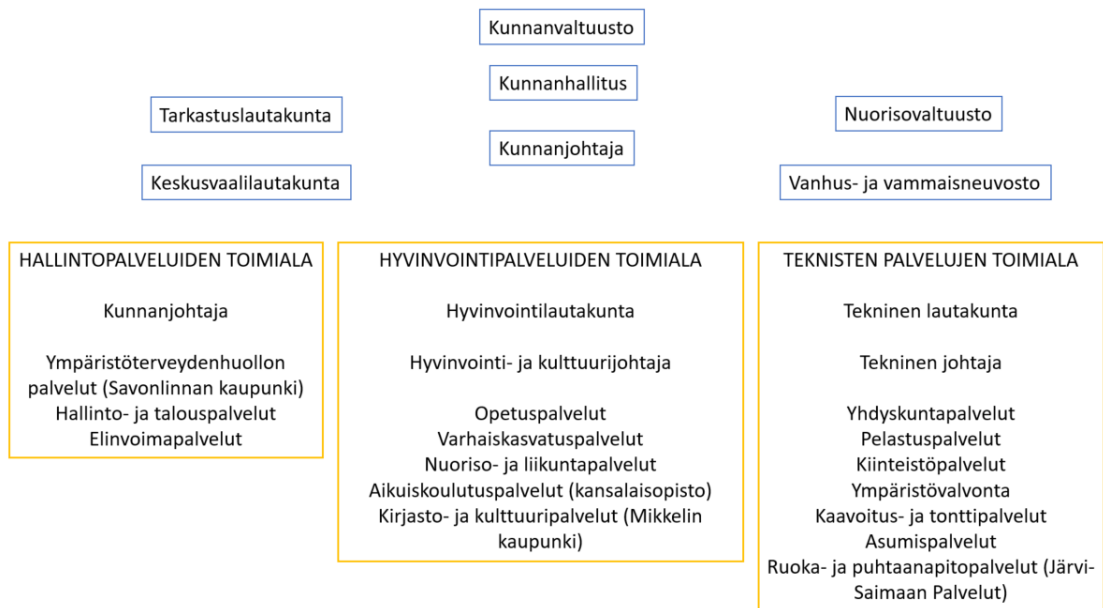 Kunnanvaltuusto
Kunnanhallitus
Tarkastuslautakunta
Nuorisovaltuusto
Kunnanjohtaja
Keskusvaalilautakunta
Vanhus- ja vammaisneuvosto
HALLINTOPALVELUIDEN TOIMIALA
Kunnanjohtaja
Ympäristöterveydenhuollon
palvelut (Savonlinnan kaupunki)
Hallinto- ja talouspalvelut
Elinvoimapalvelut
HYVINVOINTIPALVELUIDEN TOIMIALA
Hyvinvointilautakunta
Hyvinvointi- ja kulttuurijohtaja
Opetuspalvelut
Varhaiskasvatuspalvelut
Nuoriso- ja liikuntapalvelut
Aikuiskoulutuspalvelut (kansalaisopisto)
Kirjasto- ja kulttuuripalvelut (Mikkelin
kaupunki)
TEKNISTEN PALVELUJEN TOIMIALA
Tekninen lautakunta
Tekninen johtaja
Yhdyskuntapalvelut
Pelastuspalvelut
Kiinteistöpalvelut
Ympäristövalvonta
Kaavoitus- ja tonttipalvelut
Asumispalvelut
Ruoka- ja puhtaanapitopalvelut (Järvi-
Saimaan Palvelut)